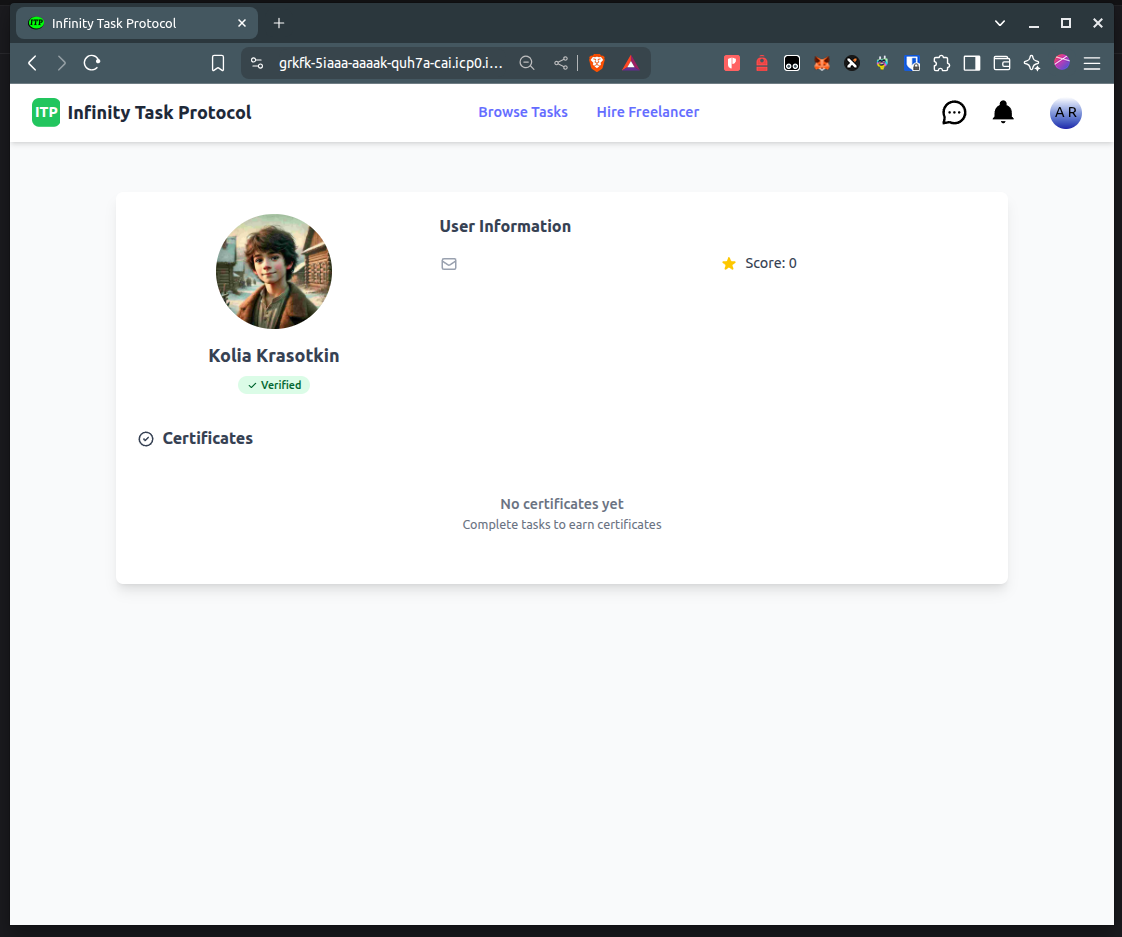 ITP Infinity Task Protocol
grkfk-5iaaa-aaaak-quh7a-cai.icp0.i...
ITP Infinity Task Protocol
Browse Tasks
Hire Freelancer
A R
User Information
Score: 0
Kolia Krasotkin
Verified
Certificates
No certificates yet
Complete tasks to earn certificates